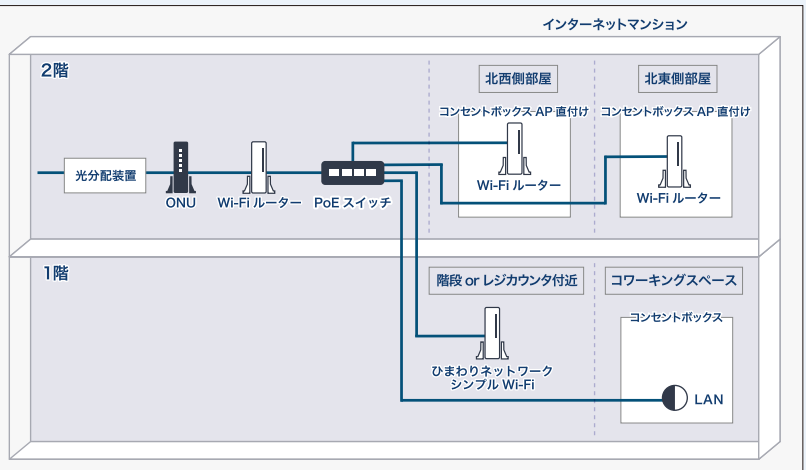 インターネットマンション
2階
北西側部屋
北東側部屋
コンセントボックス AP 直付け
コンセントボックス AP 直付け
光分配装置
ONU
Wi-Fi ルーター
PoE スイッチ
Wi-Fi ルーター
Wi-Fi ルーター
1階
階段 or レジカウンタ付近
コワーキングスペース
コンセントボックス
ひまわりネットワーク
シンプル Wi-Fi
LAN